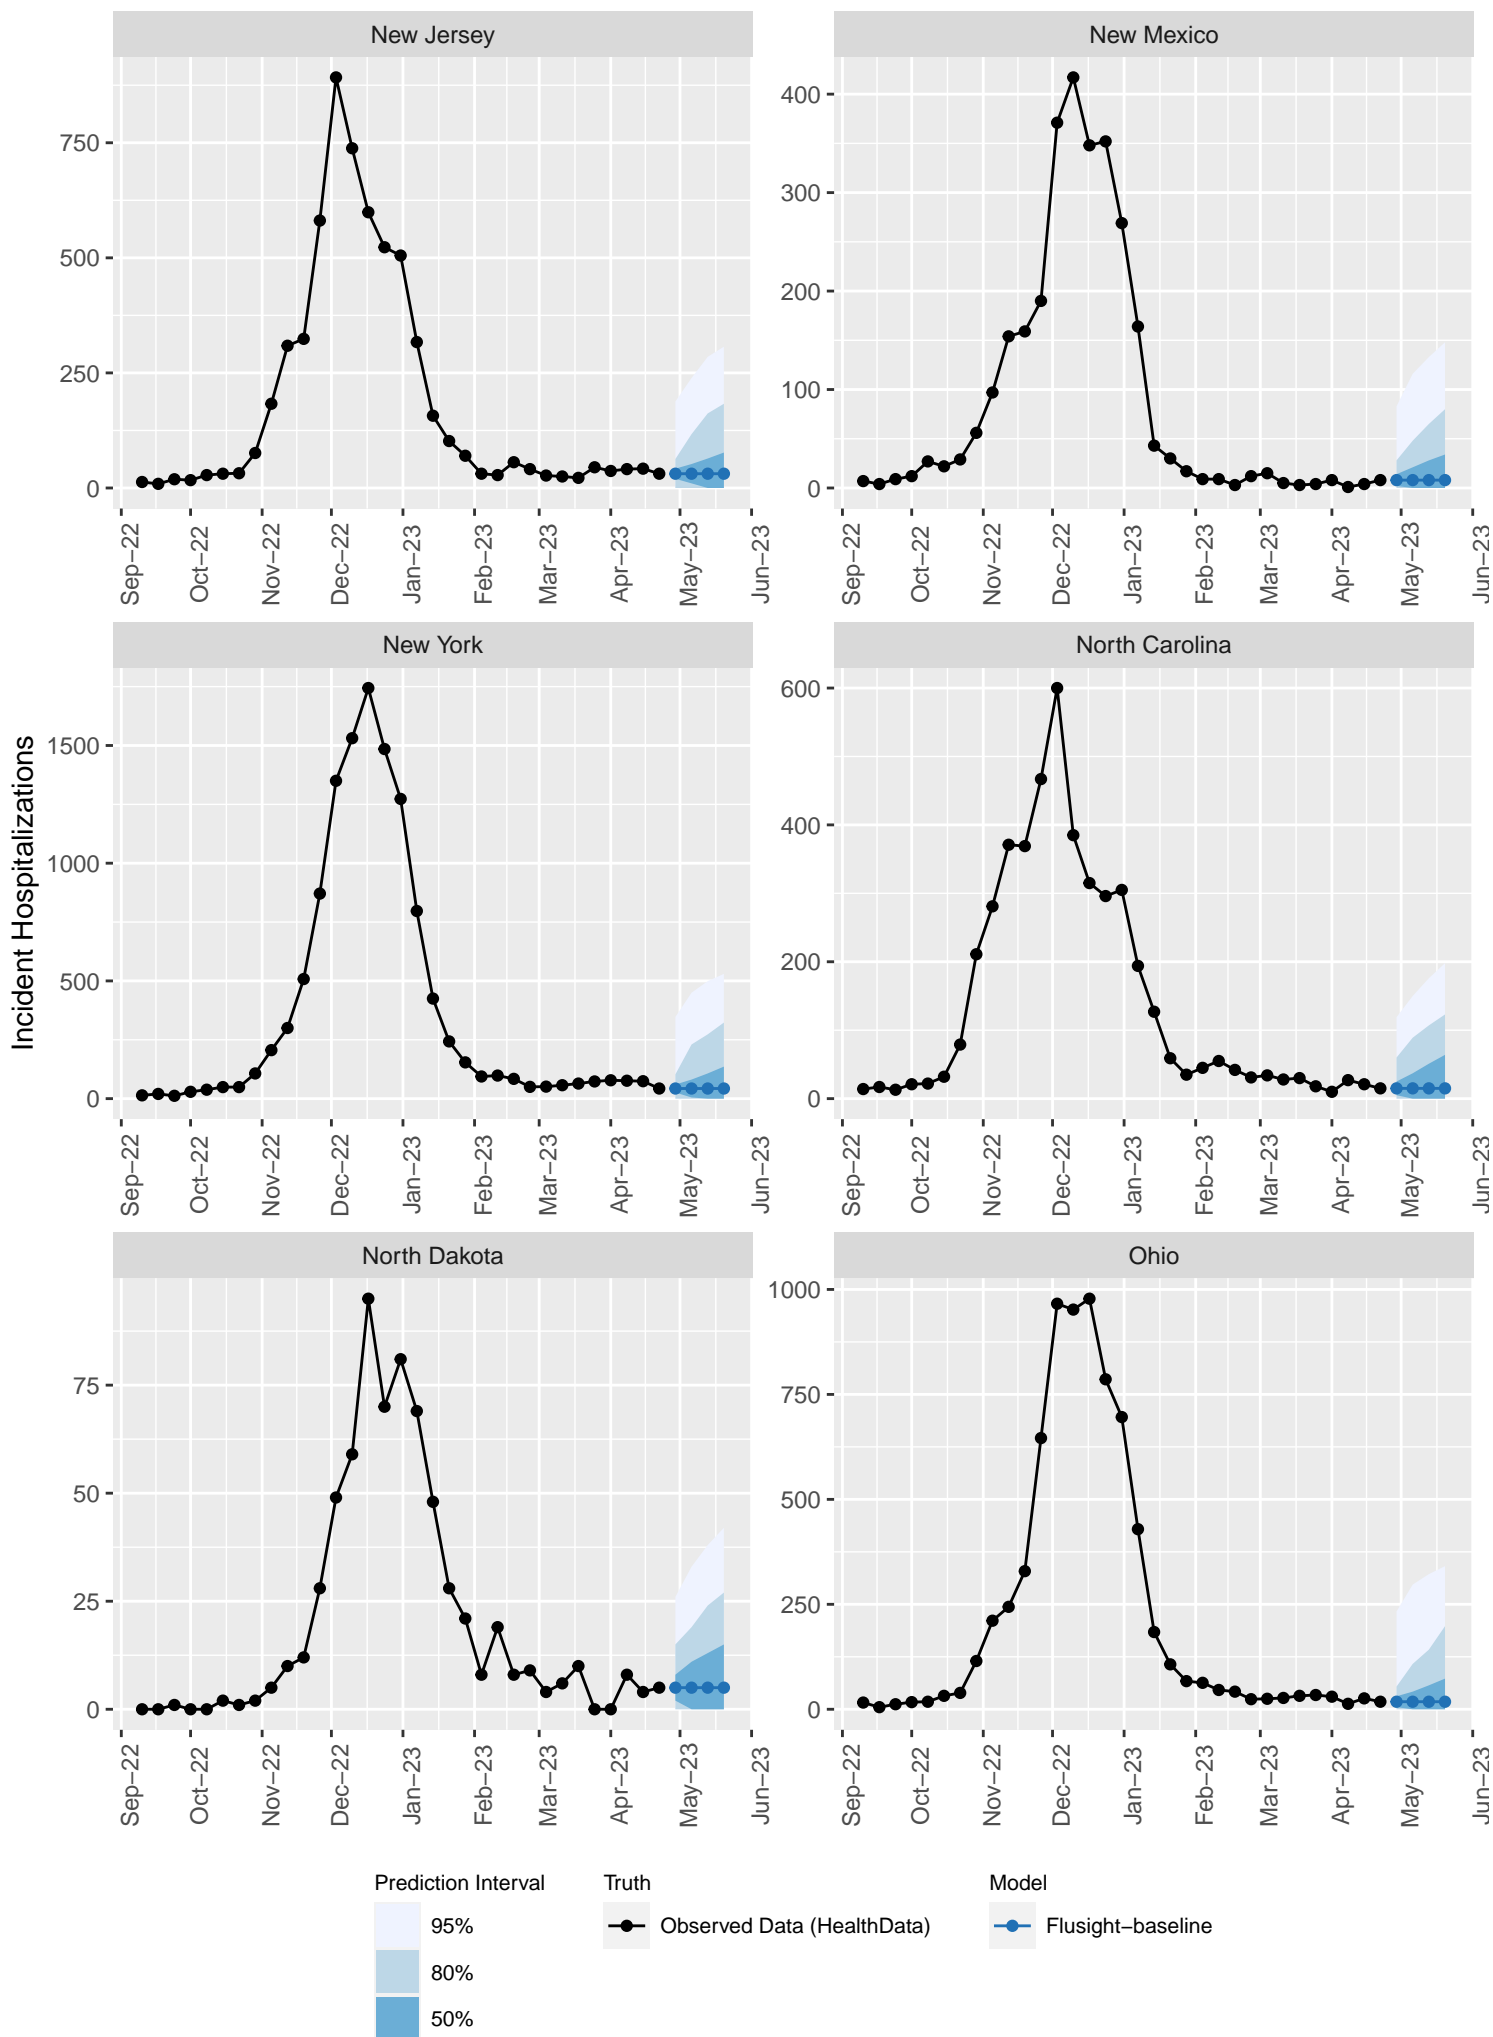 New Jersey
New Mexico
750
500
250
0
400
300
200
100
0
Sep−22
Oct−22
Nov−22
Dec−22
Jan−23
Feb−23
Mar−23
Apr−23
May−23
Jun−23
Sep−22
Oct−22
Nov−22
Dec−22
Jan−23
Feb−23
Mar−23
Apr−23
May−23
Jun−23
New York
North Carolina
Incident Hospitalizations
1500
1000
500
0
600
400
200
0
Sep−22
Oct−22
Nov−22
Dec−22
Jan−23
Feb−23
Mar−23
Apr−23
May−23
Jun−23
Sep−22
Oct−22
Nov−22
Dec−22
Jan−23
Feb−23
Mar−23
Apr−23
May−23
Jun−23
North Dakota
Ohio
75
50
25
0
1000
750
500
250
0
Sep−22
Oct−22
Nov−22
Dec−22
Jan−23
Feb−23
Mar−23
Apr−23
May−23
Jun−23
Sep−22
Oct−22
Nov−22
Dec−22
Jan−23
Feb−23
Mar−23
Apr−23
May−23
Jun−23
Prediction Interval
95%
80%
50%
Truth
Observed Data (HealthData)
Model
Flusight−baseline